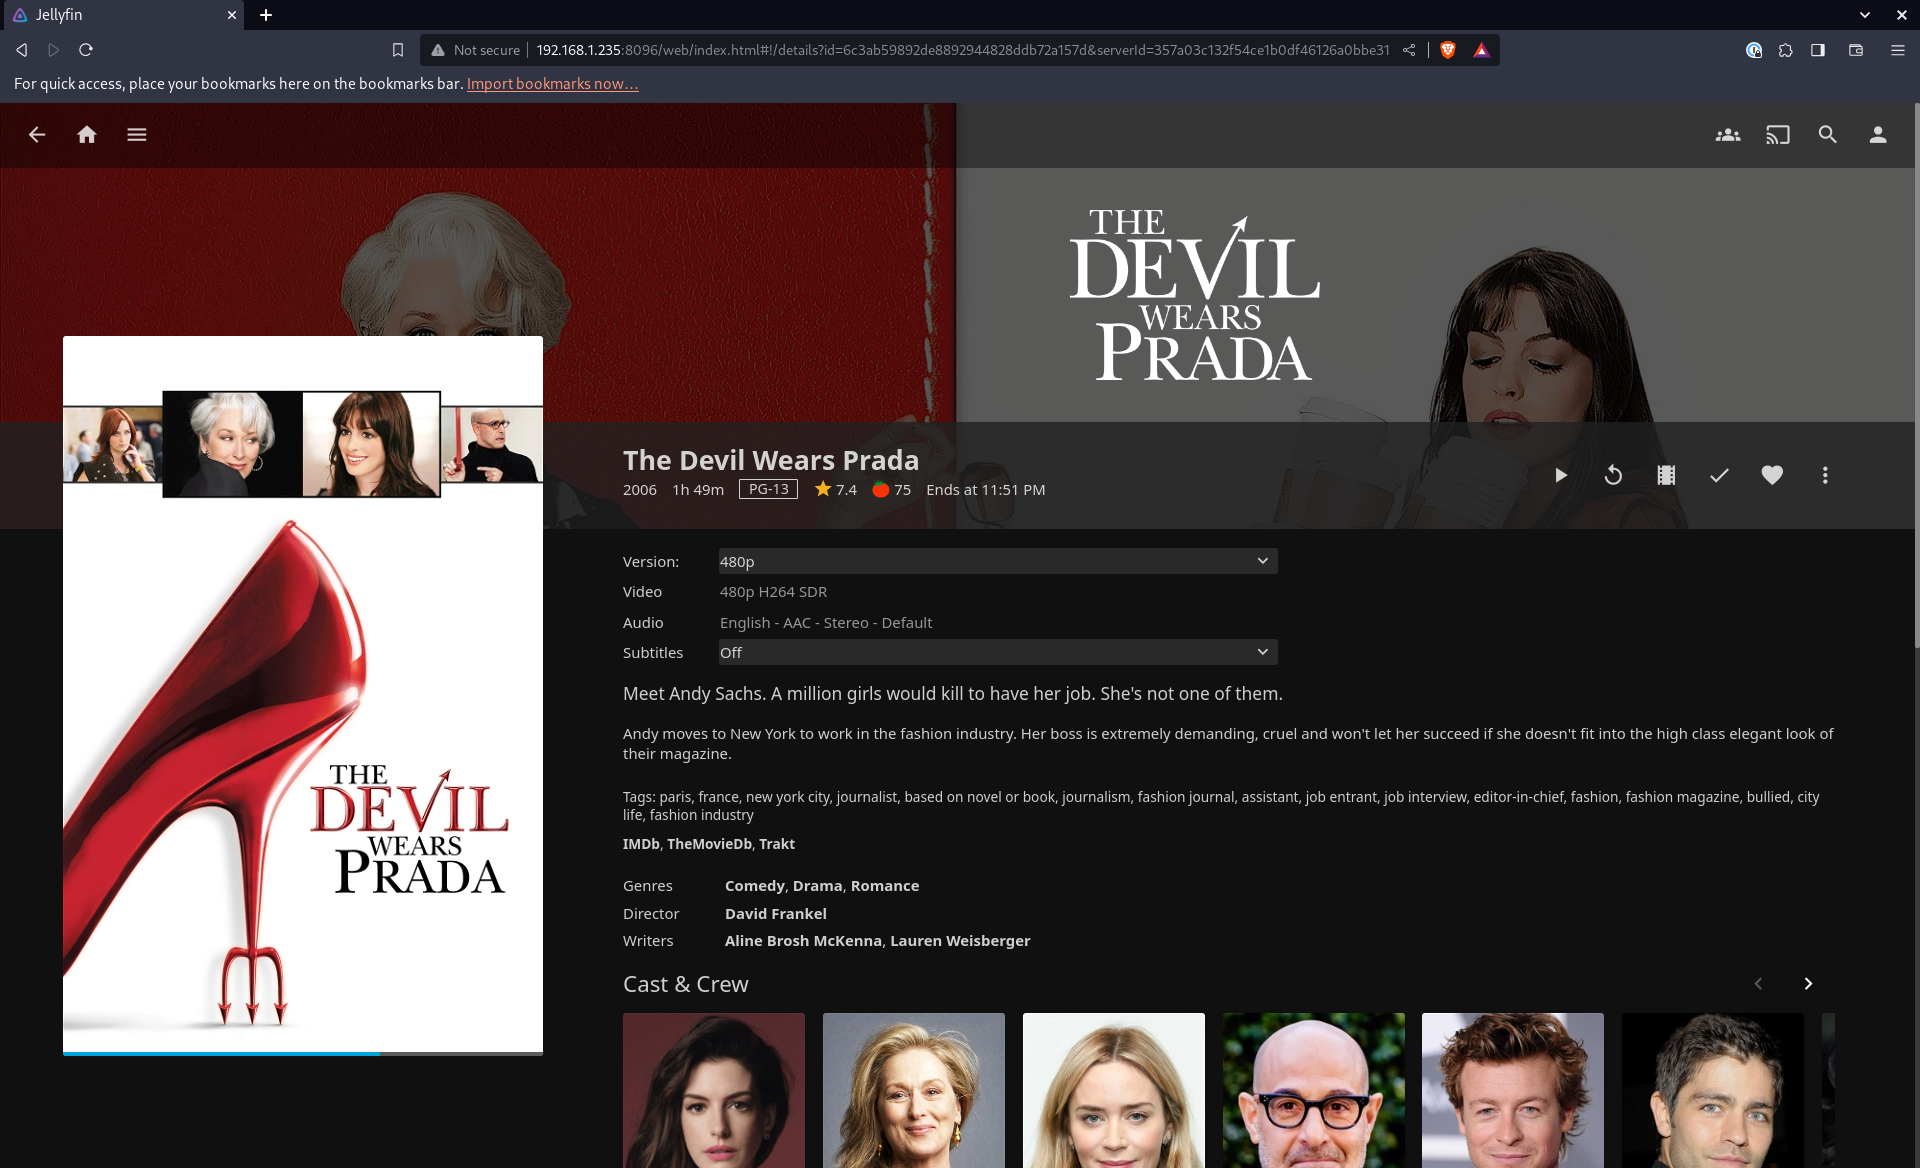 Jellyfin
Not secure
192.168.1.235:8096/web/index.html#!/details?id=6c3ab59892de8892944828ddb72a157d&serverId=357a03c132f54ce1b0df46126a0bbe31
For quick access, place your bookmarks here on the bookmarks bar. Import bookmarks now...
THE
DEVIL
WEARS
PRADA
The Devil Wears Prada
2006 1h 49m PG-13 7.4 75 Ends at 11:51 PM
Version: 480p
Video 480p H264 SDR
Audio English - AAC - Stereo - Default
Subtitles Off
Meet Andy Sachs. A million girls would kill to have her job. She's not one of them.
Andy moves to New York to work in the fashion industry. Her boss is extremely demanding, cruel and won't let her succeed if she doesn't fit into the high class elegant look of
their magazine.
Tags: paris, france, new york city, journalist, based on novel or book, journalism, fashion journal, assistant, job entrant, job interview, editor-in-chief, fashion, fashion magazine, bullied, city
life, fashion industry
IMDb, TheMovieDb, Trakt
Genres Comedy, Drama, Romance
Director David Frankel
Writers Aline Brosh McKenna, Lauren Weisberger
Cast & Crew
THE
DEVIL
WEARS
PRADA